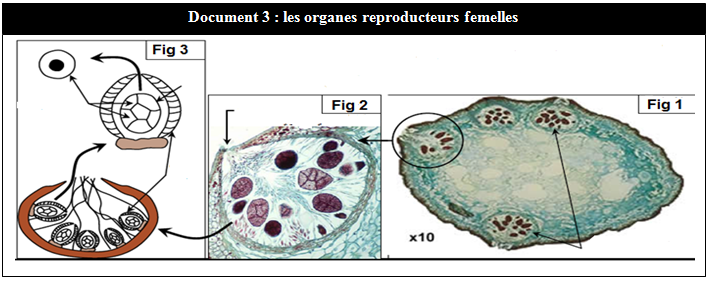 Document 3 : les organes reproducteurs femelles
Fig 3
Fig 2
Fig 1
x10